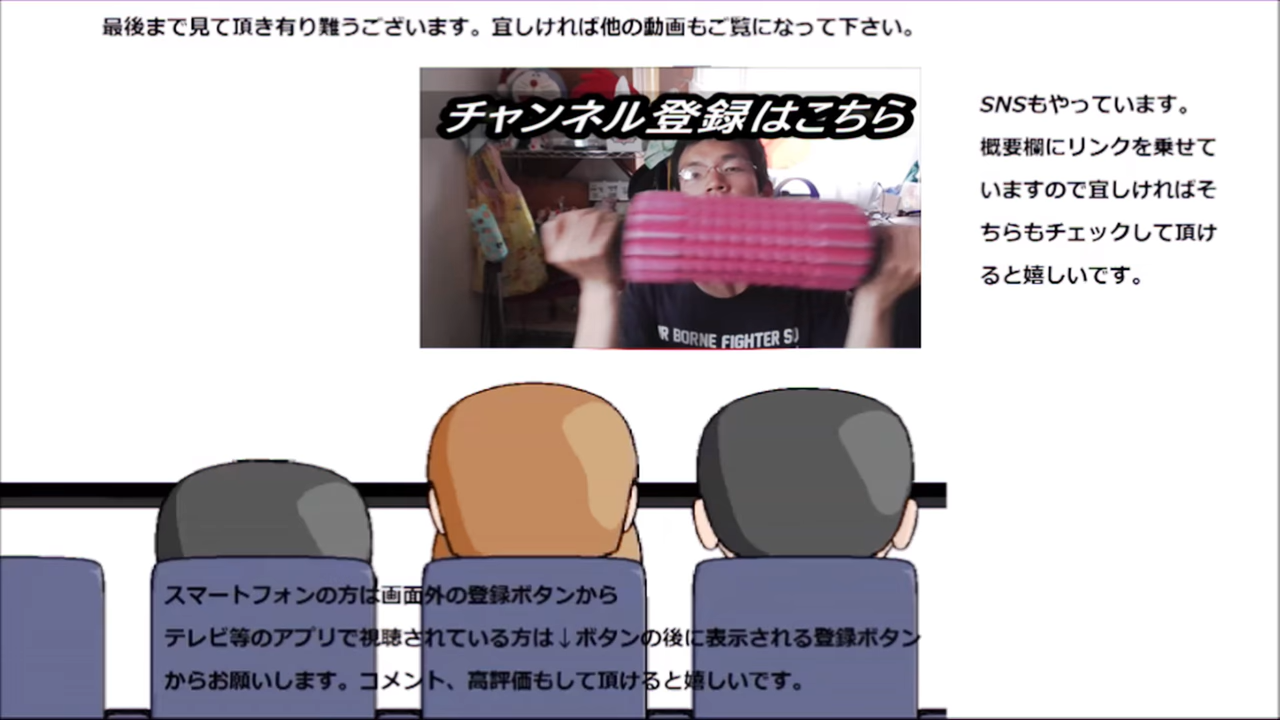 最後まで見て頂き有り難うございます。宜しければ他の動画もご覧になって下さい。
チャンネル登録はこちら
SNSもやっています。
概要欄にリンクを乗せて
いますので宜しければそ
ちらもチェックして頂け
ると嬉しいです。
BORNE FIGHTER
スマートフォンの方は画面外の登録ボタンから
テレビ等のアプリで視聴されている方は↓ボタンの後に表示される登録ボタン
からお願いします。コメント、高評価もして頂けると嬉しいです。